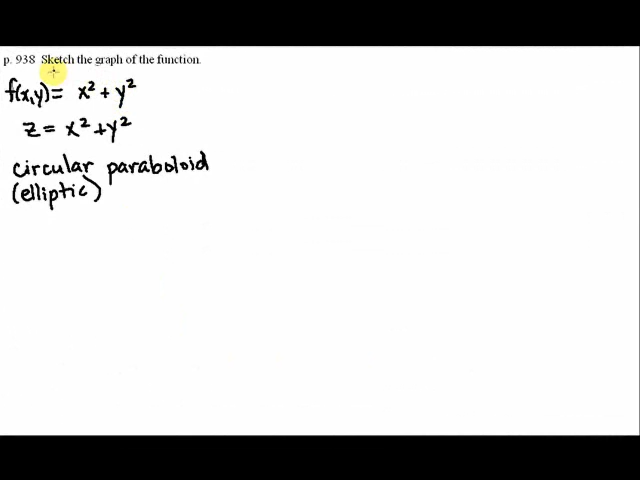 p. 938 Sketch the graph of the function.
f(x,y) = x² + y²
z = x² + y²
circular paraboloid
(elliptic)